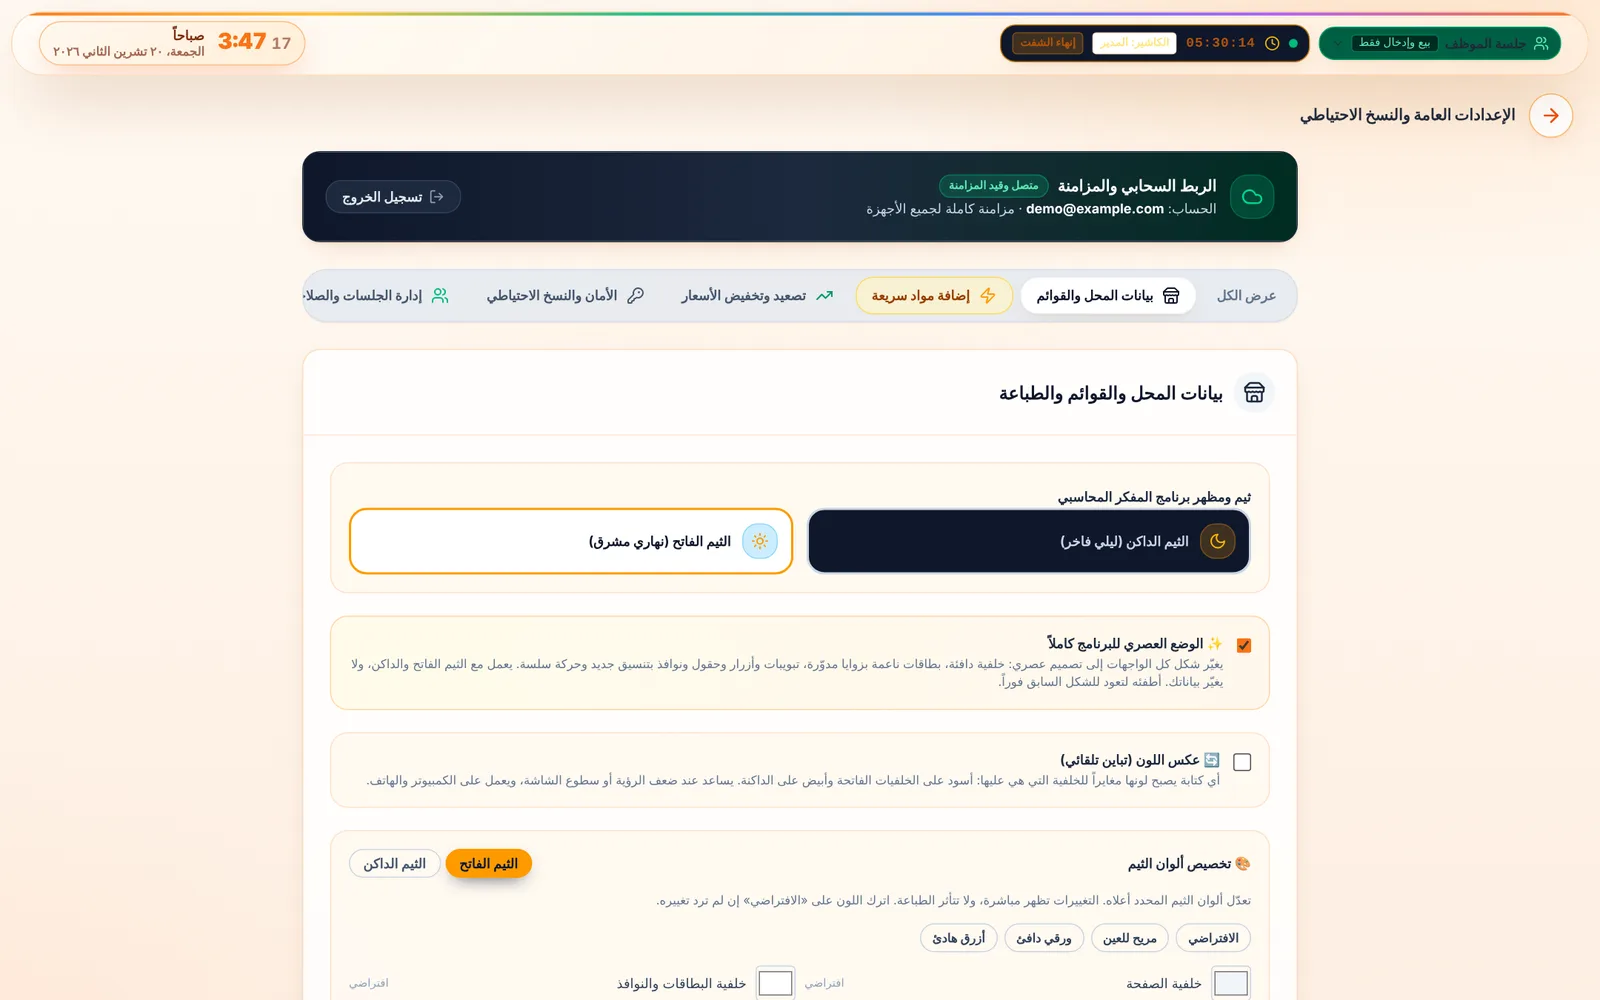 جلسة الموظف
بيع وإدخال فقط
05:30:14
الكاشير: المدير
إنهاء الشفت
3:47 17
صباحاً
الجمعة، ٢٠ تشرين الثاني ٢٠٢٦
الإعدادات العامة والنسخ الاحتياطي
الربط السحابي والمزامنة
متصل وقيد المزامنة
الحساب: demo@example.com · مزامنة كاملة لجميع الأجهزة
تسجيل الخروج
عرض الكل
بيانات المحل والقوائم
إضافة مواد سريعة
تصعيد وتخفيض الأسعار
الأمان والنسخ الاحتياطي
إدارة الجلسات والصلا
بيانات المحل والقوائم والطباعة
ثيم ومظهر برنامج المفكر المحاسبي
الثيم الداكن (ليلي فاخر)
الثيم الفاتح (نهاري مشرق)
✨ الوضع العصري للبرنامج كاملاً
يغيّر شكل كل الواجهات إلى تصميم عصري: خلفية دافئة، بطاقات ناعمة بزوايا مدوّرة، تبويبات وأزرار وحقول ونوافذ بتنسيق جديد وحركة سلسة. يعمل مع الثيم الفاتح والداكن، ولا
يغيّر بياناتك. أطفئه لتعود للشكل السابق فوراً.
🔄 عكس اللون (تباين تلقائي)
أي كتابة يصبح لونها مغايراً للخلفية التي هي عليها: أسود على الخلفيات الفاتحة وأبيض على الداكنة. يساعد عند ضعف الرؤية أو سطوع الشاشة، ويعمل على الكمبيوتر والهاتف.
🎨 تخصيص ألوان الثيم
الثيم الفاتح
الثيم الداكن
تعدّل ألوان الثيم المحدد أعلاه. التغييرات تظهر مباشرة، ولا تتأثر الطباعة. اترك اللون على «الافتراضي» إن لم ترد تغييره.
الافتراضي
مريح للعين
ورقي دافئ
أزرق هادئ
خلفية الصفحة
افتراضي
خلفية البطاقات والنوافذ
افتراضي